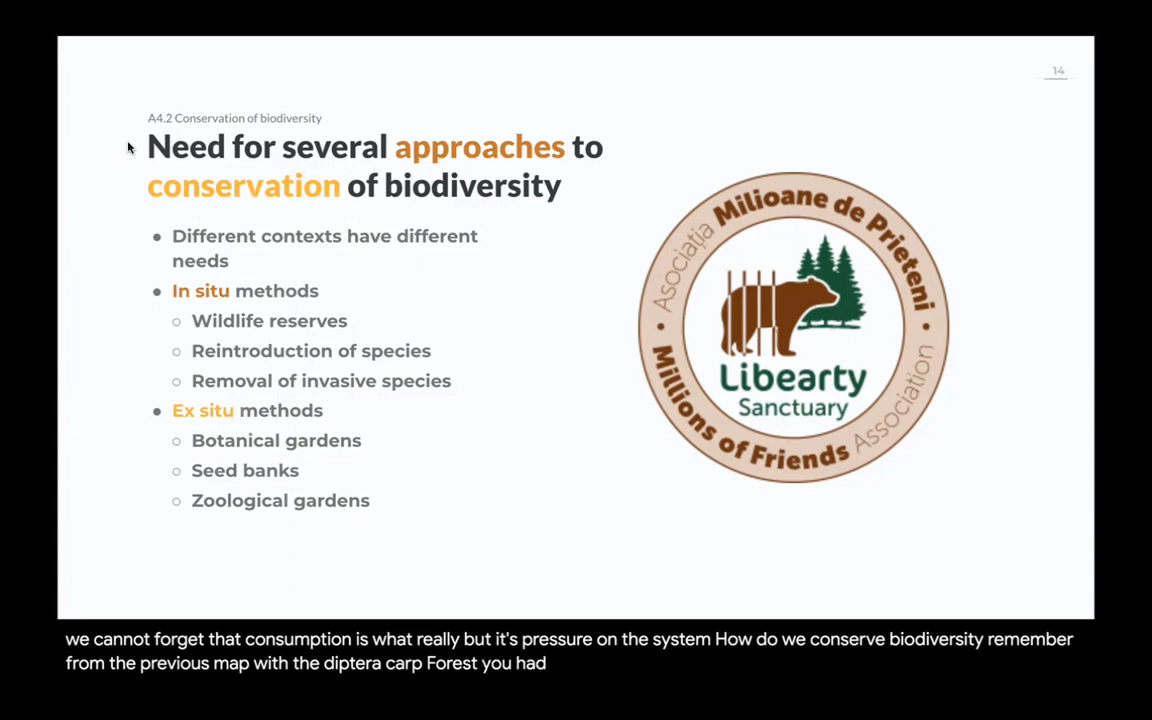 14
A4.2 Conservation of biodiversity
Need for several approaches to
conservation of biodiversity
● Different contexts have different
needs
● In situ methods
○ Wildlife reserves
○ Reintroduction of species
○ Removal of invasive species
● Ex situ methods
○ Botanical gardens
○ Seed banks
○ Zoological gardens
Asociația Milioane de Prieteni
Libearty
Sanctuary
Millions of Friends Association
we cannot forget that consumption is what really but it's pressure on the system How do we conserve biodiversity remember
from the previous map with the diptera carp Forest you had